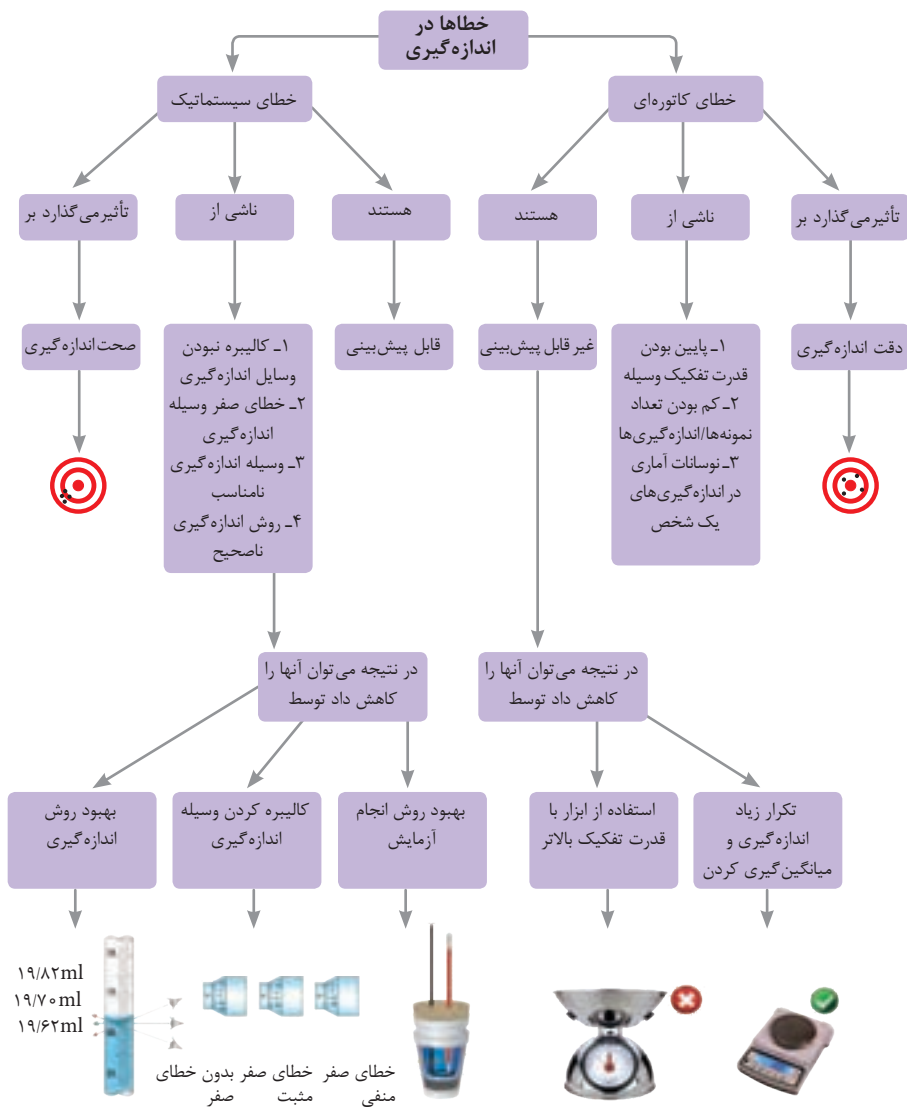 خطاها در
اندازه‌گیری
خطای کاتوره‌ای
خطای سیستماتیک
تأثیرمی‌گذارد بر
ناشی از
هستند
هستند
ناشی از
تأثیرمی‌گذارد بر
دقت اندازه‌گیری
۱ـ پایین بودن
قدرت تفکیک وسیله
۲ـ کم بودن تعداد
نمونه‌ها/اندازه‌گیری‌ها
۳ـ نوسانات آماری
در اندازه‌گیری‌های
یک شخص
غیر قابل پیش‌بینی
قابل پیش‌بینی
۱ـ کالیبره نبودن
وسایل اندازه‌گیری
۲ـ خطای صفر وسیله
اندازه‌گیری
۳ـ وسیله اندازه‌گیری
نامناسب
۴ـ روش اندازه‌گیری
ناصحیح
صحت اندازه‌گیری
در نتیجه می‌توان آنها را
کاهش داد توسط
در نتیجه می‌توان آنها را
کاهش داد توسط
تکرار زیاد
اندازه‌گیری و
میانگین‌گیری کردن
استفاده از ابزار با
قدرت تفکیک بالاتر
بهبود روش انجام
آزمایش
کالیبره کردن وسیله
اندازه‌گیری
بهبود روش
اندازه‌گیری
۱۹/۸۲ml
۱۹/۷۰ml
۱۹/۶۲ml
خطای صفر
منفی
خطای صفر
مثبت
بدون خطای
صفر